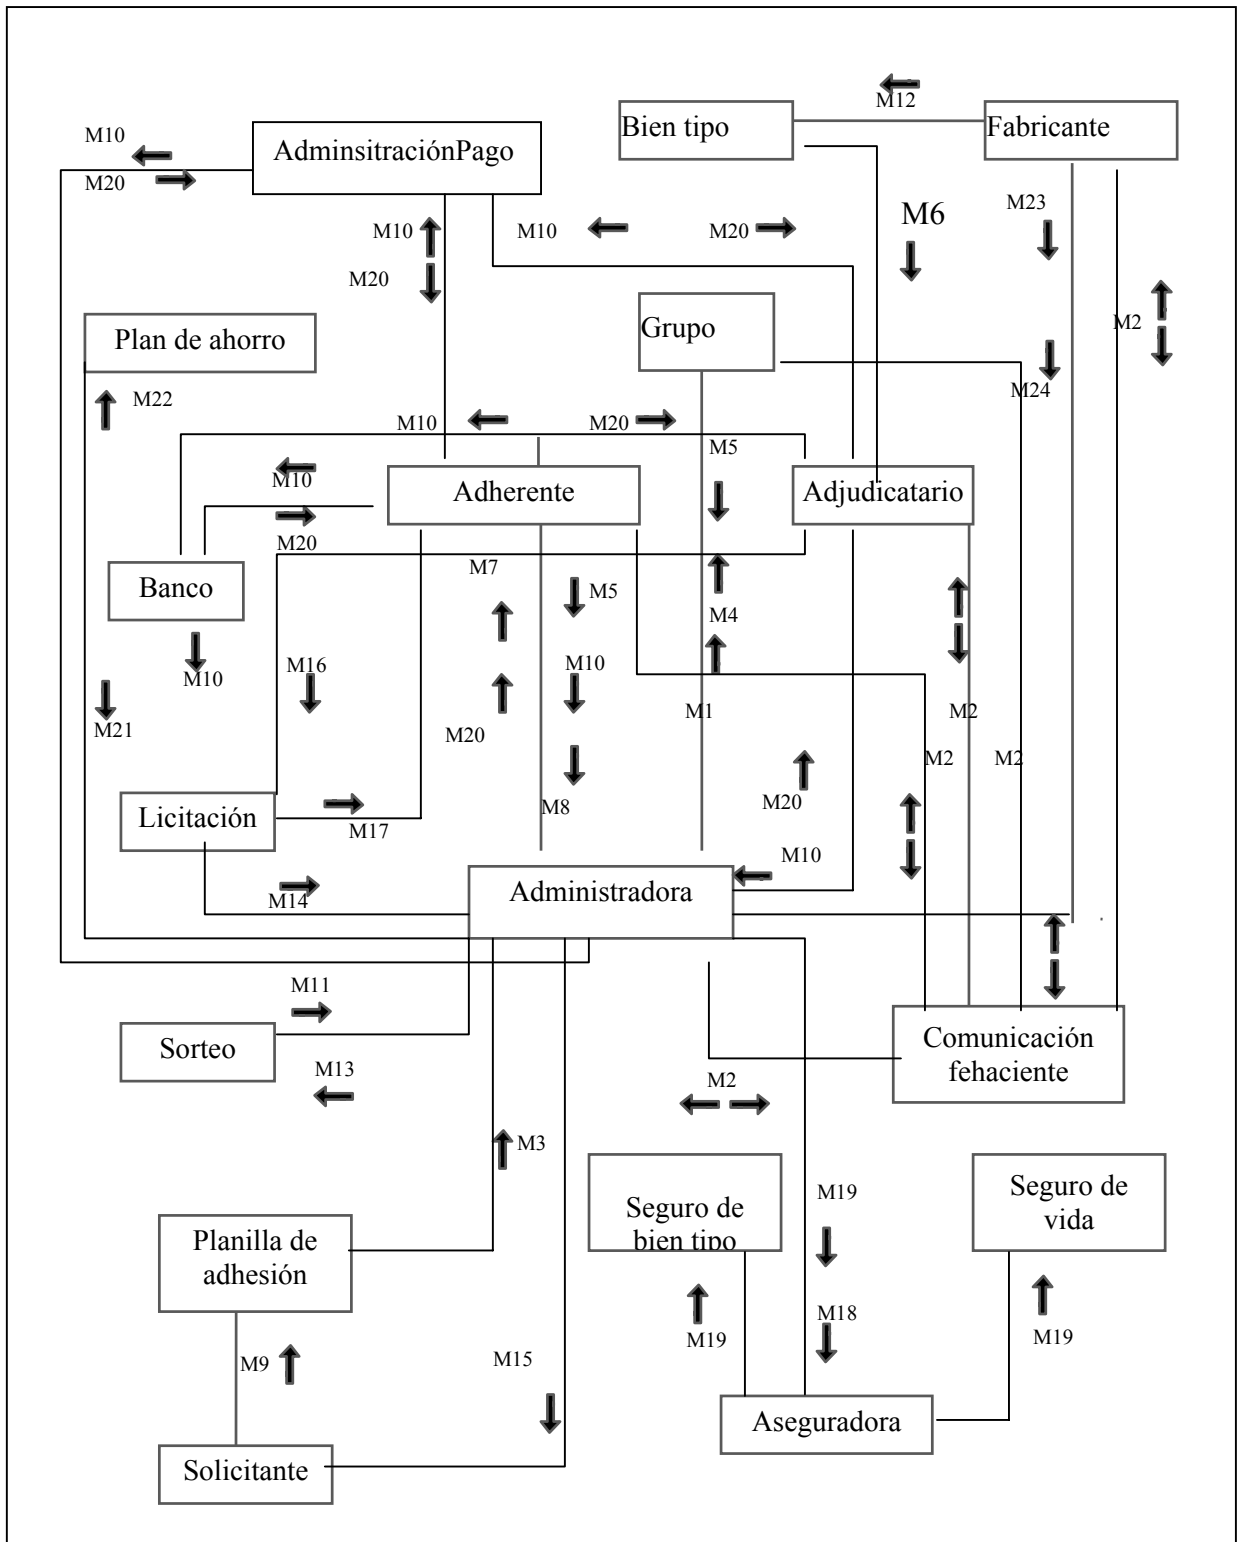 M12
Bien tipo
Fabricante
M10
AdminsitraciónPago
M20
M6
M23
M10
M10
M20
M20
Grupo
M2
Plan de ahorro
M24
M22
M10
M20
M5
Adherente
Adjudicatario
M10
M20
M7
Banco
M5
M4
M16
M10
M10
M1
M2
M21
M20
M2
M2
M8
M20
Licitación
M17
M10
Administradora
M14
M11
Sorteo
Comunicación
fehaciente
M13
M2
M3
Seguro de
bien tipo
M19
Seguro de
vida
Planilla de
adhesión
M18
M19
M19
M9
M15
Aseguradora
Solicitante